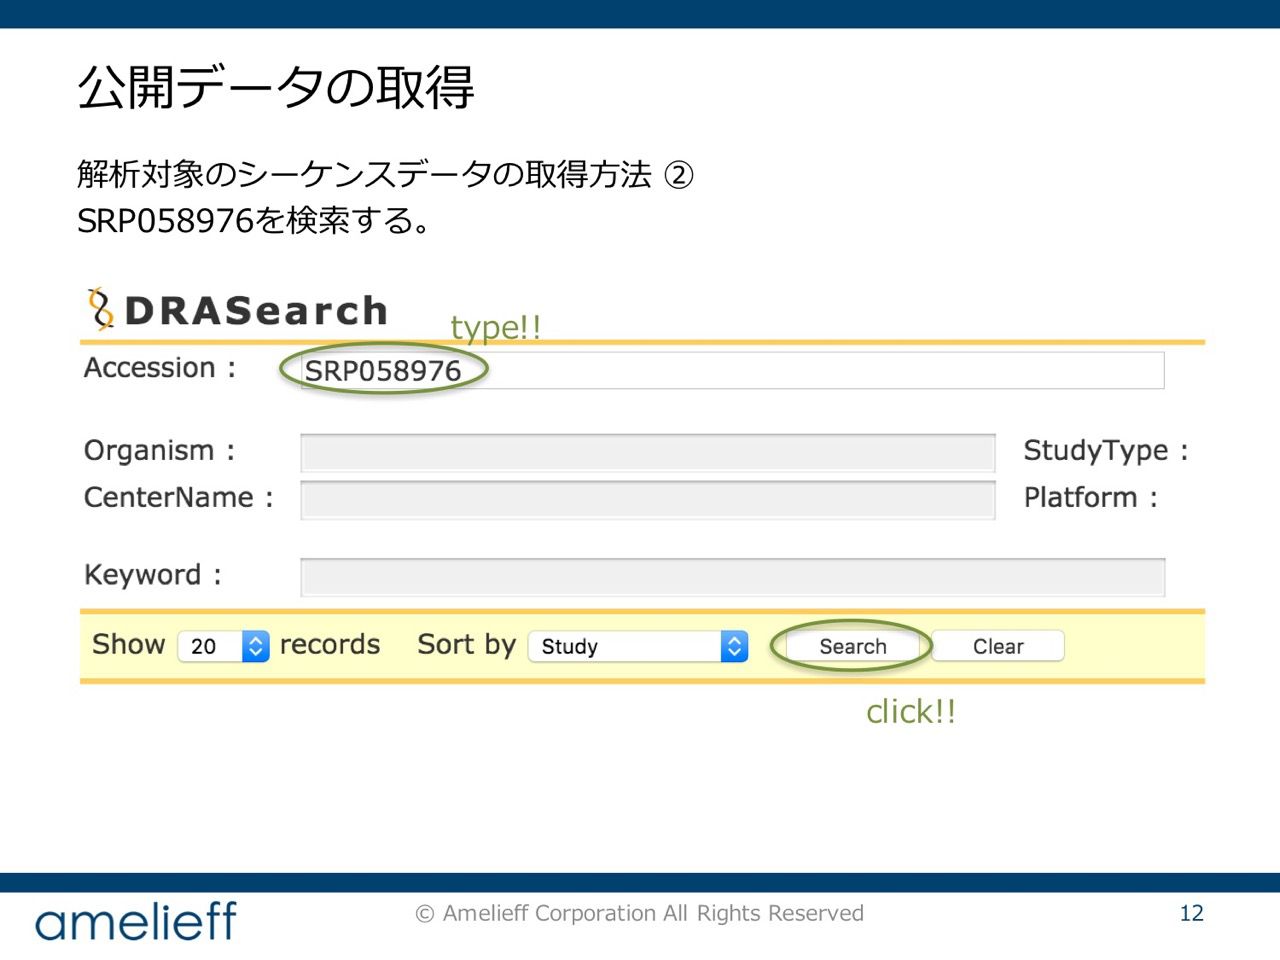 公開データの取得
解析対象のシーケンスデータの取得方法 ②
SRP058976を検索する。
DRASearch
type!!
Accession : SRP058976
Organism : StudyType :
CenterName : Platform :
Keyword :
Show 20 records Sort by Study Search Clear
click!!
amelieff © Amelieff Corporation All Rights Reserved 12